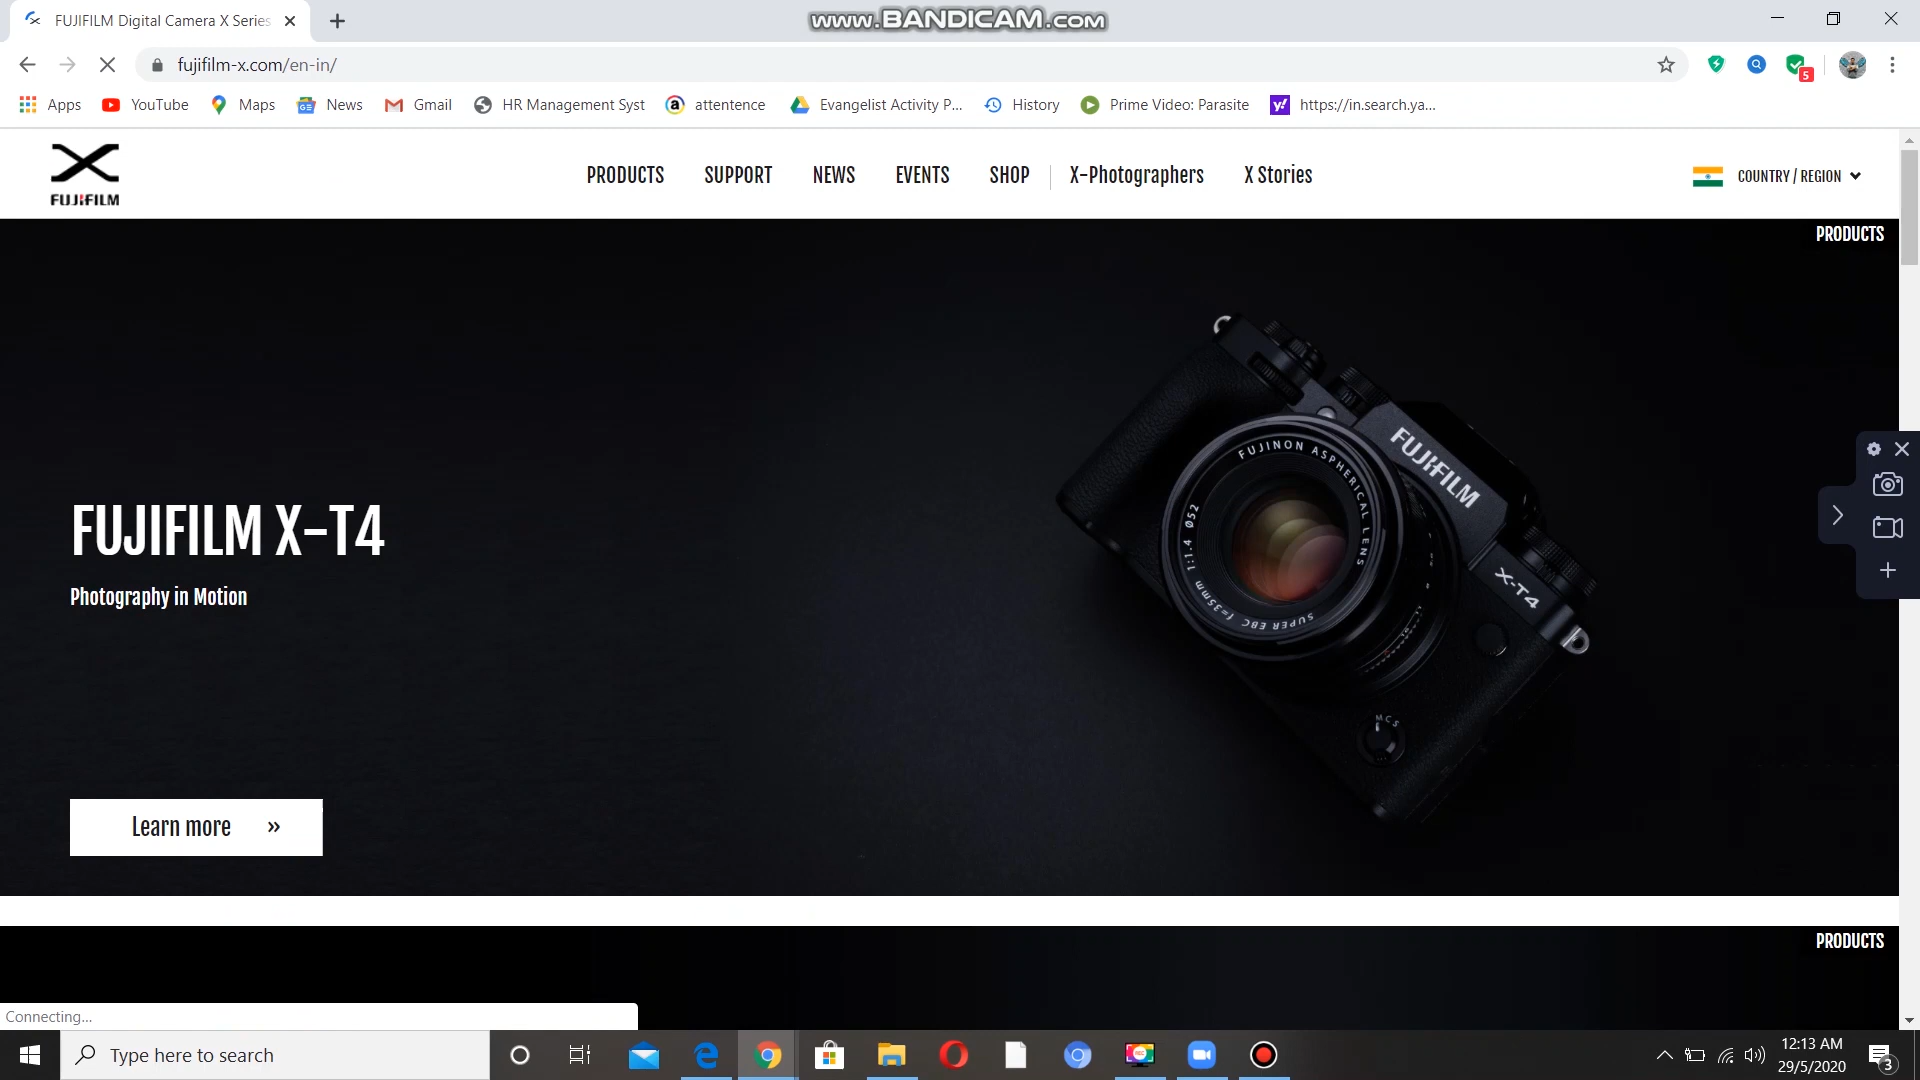 FUJIFILM Digital Camera X Series
www.BANDICAM.com
fujifilm-x.com/en-in/
5
Apps YouTube Maps News Gmail HR Management Syst attentence Evangelist Activity P... History Prime Video: Parasite https://in.search.ya...
FUJIFILM
PRODUCTS SUPPORT NEWS EVENTS SHOP X-Photographers X Stories
COUNTRY / REGION
PRODUCTS
FUJINON ASPHERICAL LENS
SUPER EBC f=35mm 1:1.4 Ø52
FUJIFILM
X-T4
M C S
FUJIFILM X-T4
Photography in Motion
Learn more »
PRODUCTS
Connecting...
Type here to search
12:13 AM
29/5/2020
3